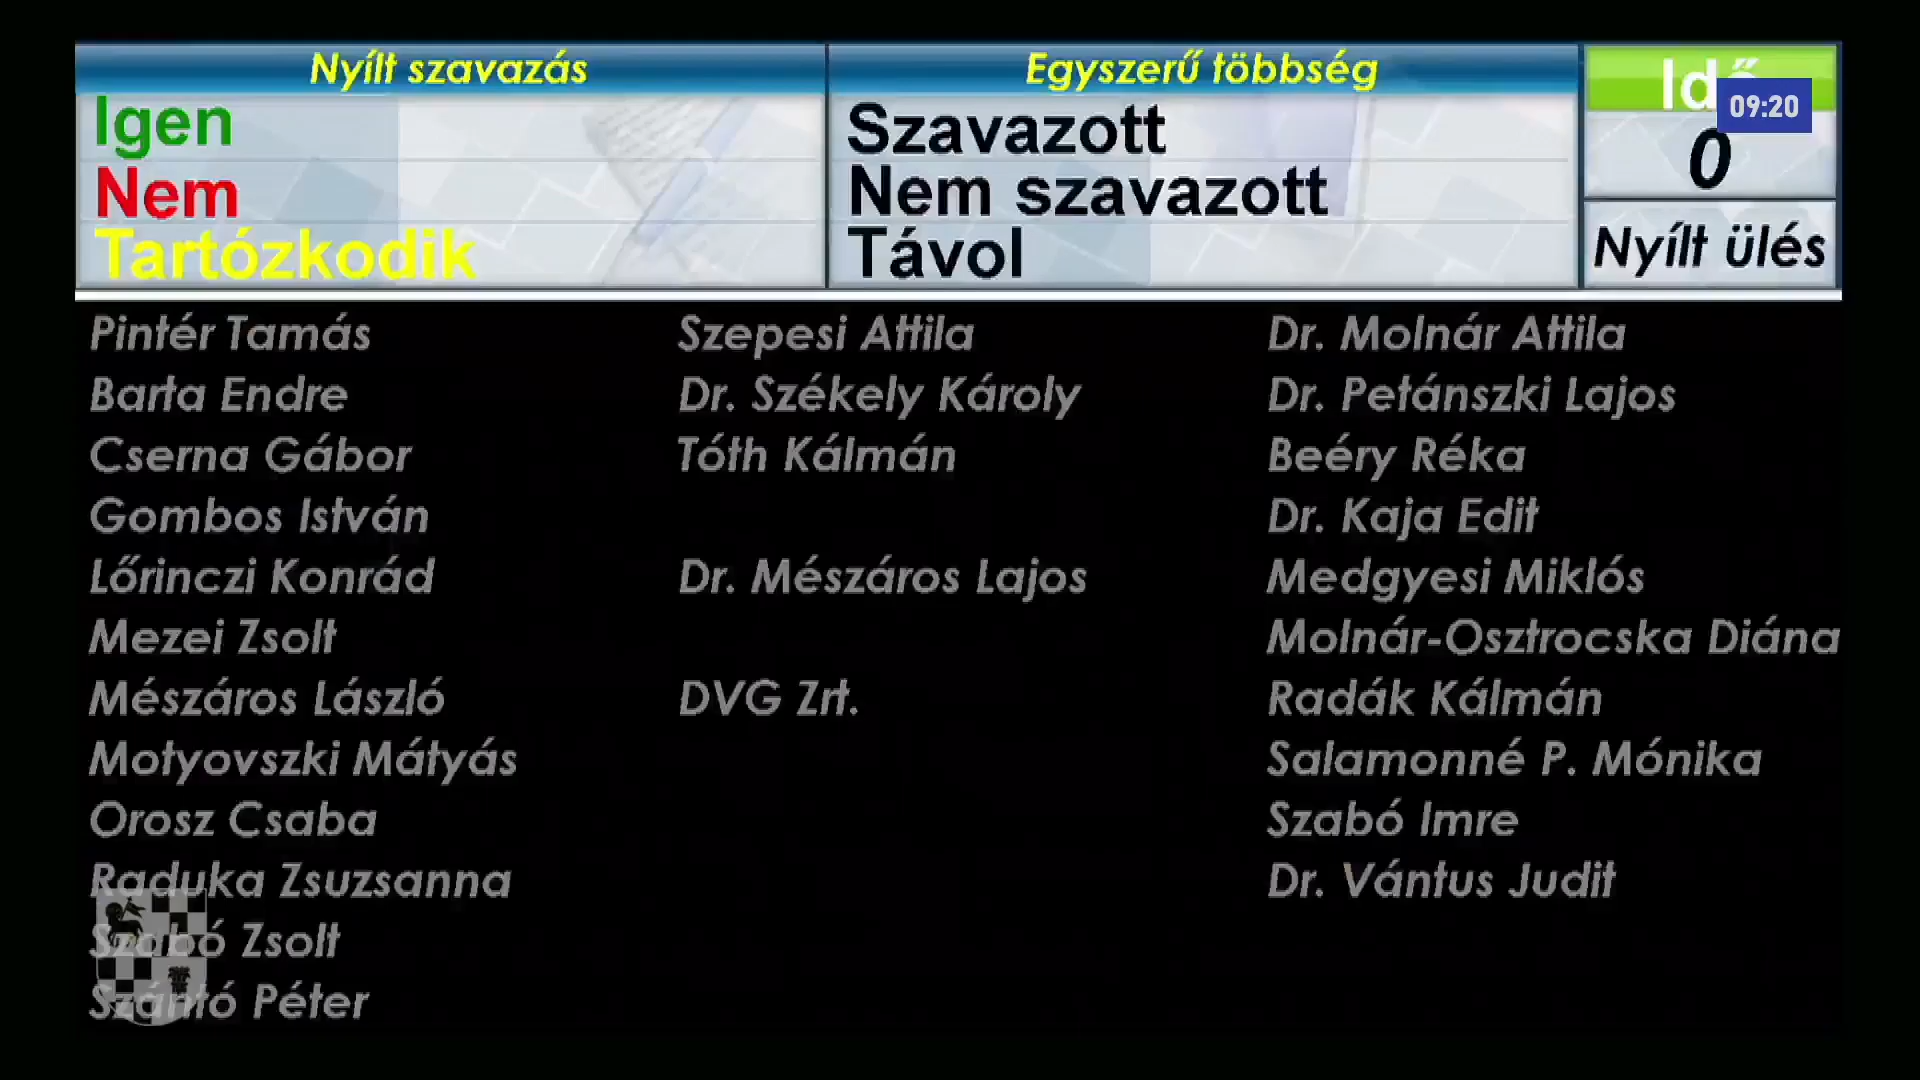 Nyílt szavazás
Igen
Nem
Tartózkodik
Egyszerű többség
Szavazott
Nem szavazott
Távol
09:20
0
Nyílt ülés
Pintér Tamás
Barta Endre
Cserna Gábor
Gombos István
Lőrinczi Konrád
Mezei Zsolt
Mészáros László
Motyovszki Mátyás
Orosz Csaba
Raduka Zsuzsanna
Szabó Zsolt
Szántó Péter
Szepesi Attila
Dr. Székely Károly
Tóth Kálmán
Dr. Mészáros Lajos
DVG Zrt.
Dr. Molnár Attila
Dr. Petánszki Lajos
Beéry Réka
Dr. Kaja Edit
Medgyesi Miklós
Molnár-Osztrocska Diána
Radák Kálmán
Salamonné P. Mónika
Szabó Imre
Dr. Vántus Judit